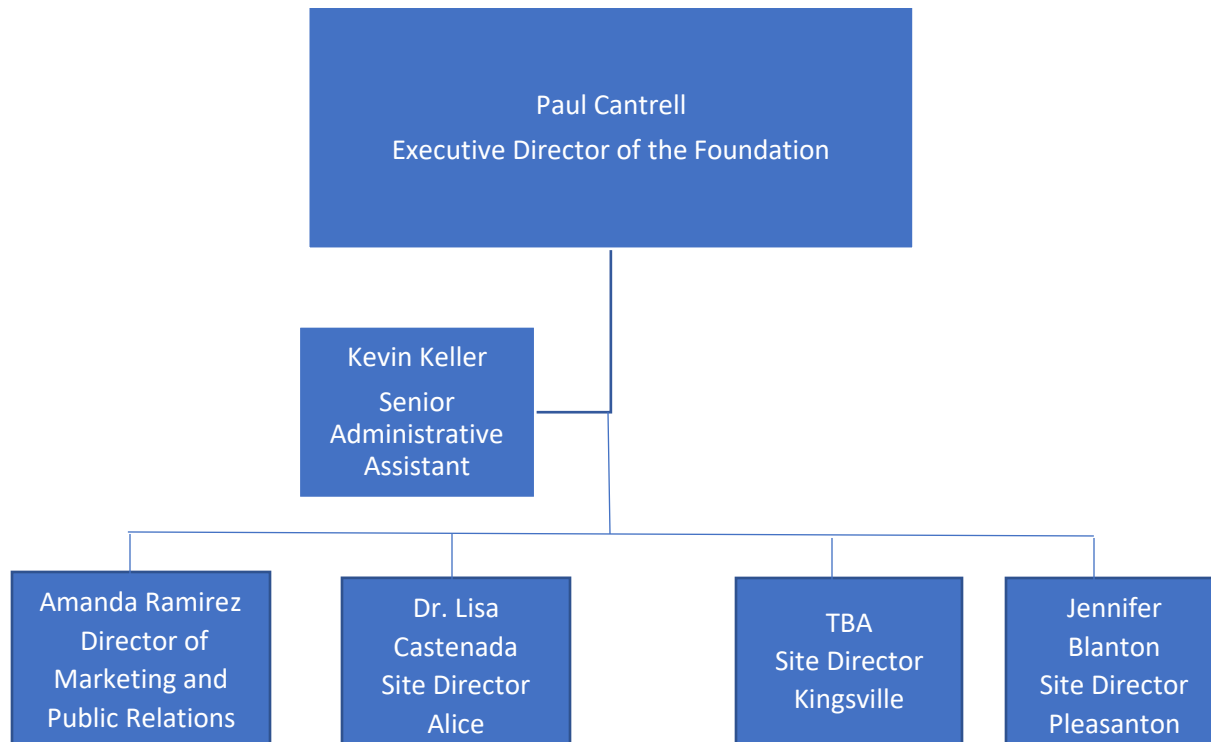 Paul Cantrell
Executive Director of the Foundation
Kevin Keller
Senior
Administrative
Assistant
Amanda Ramirez
Director of
Marketing and
Public Relations
Dr. Lisa
Castenada
Site Director
Alice
TBA
Site Director
Kingsville
Jennifer
Blanton
Site Director
Pleasanton